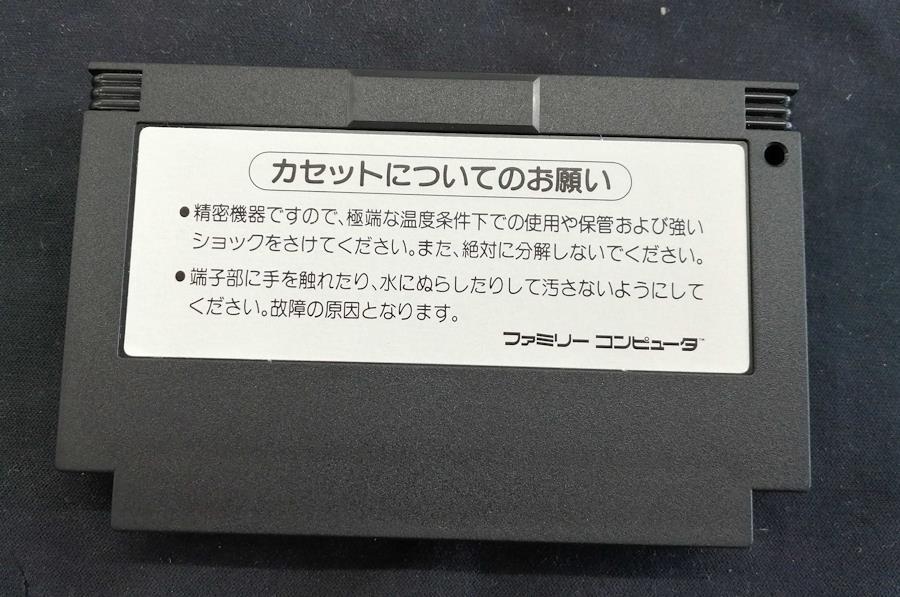 カセットについてのお願い
●精密機器ですので、極端な温度条件下での使用や保管および強い
ショックをさけてください。また、絶対に分解しないでください。
●端子部に手を触れたり、水にぬらしたりして汚さないようにして
ください。故障の原因となります。
ファミリー コンピュータ™